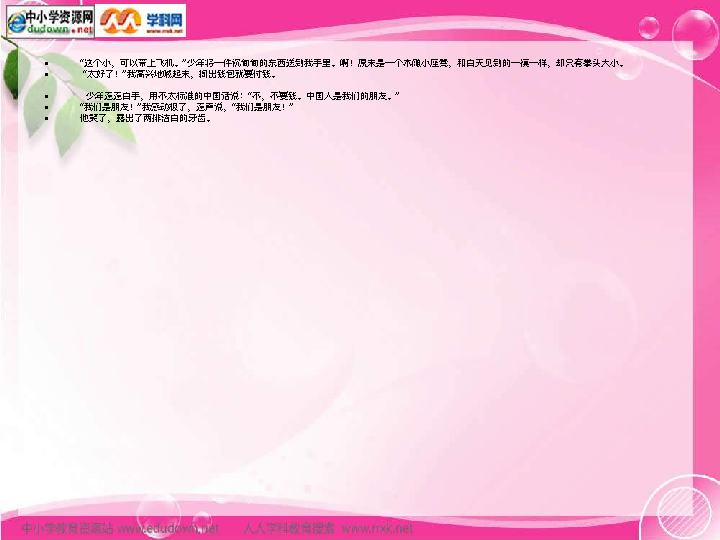 中小学资源网
edudown.net
学科网
www.rrxk.net
“这个小，可以带上飞机。”少年将一件沉甸甸的东西送到我手里。啊！原来是一个木雕小座凳，和白天见到的一模一样，却只有拳头大小。
“太好了！”我高兴地喊起来，掏出钱包就要付钱。
少年连连白手，用不太标准的中国话说：“不，不要钱。中国人是我们的朋友。”
“我们是朋友！”我感动极了，连声说，“我们是朋友！”
他笑了，露出了两排洁白的牙齿。
中小学教育资源站 www.edudown.net 人人学科教育搜索 www.rrxk.net